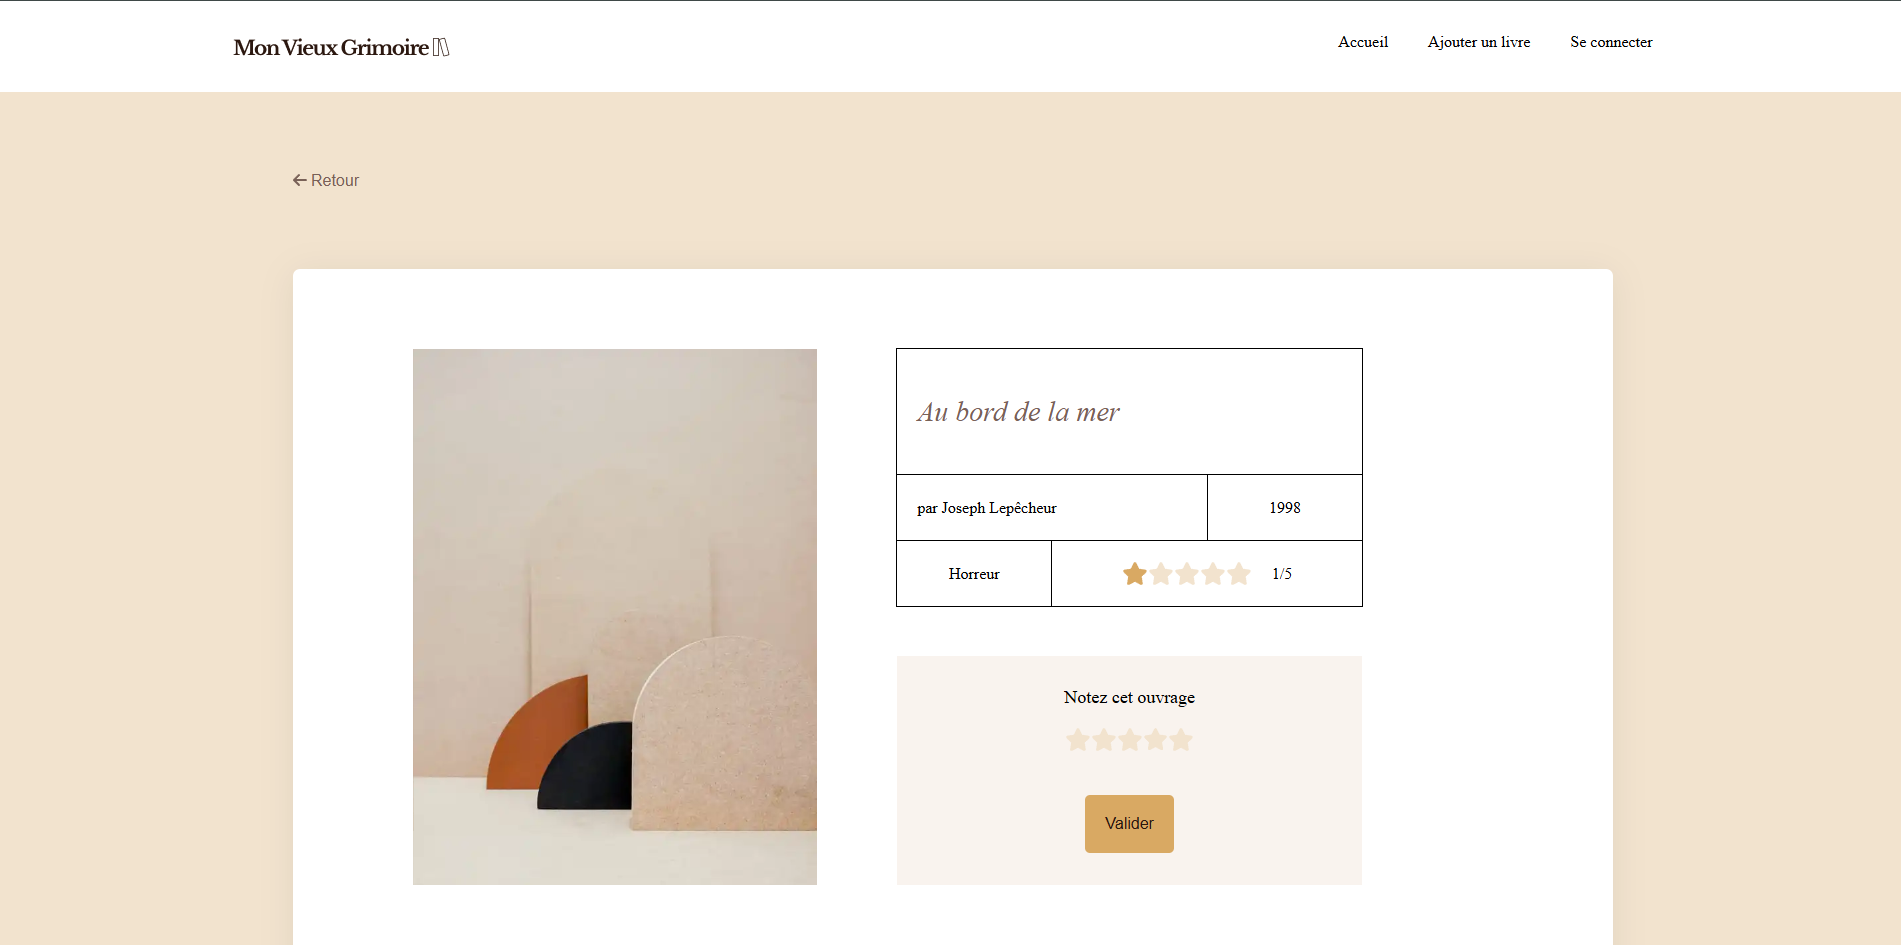 Mon Vieux Grimoire
Accueil Ajouter un livre Se connecter
Retour
Au bord de la mer
par Joseph Lepêcheur
1998
Horreur
1/5
Notez cet ouvrage
Valider